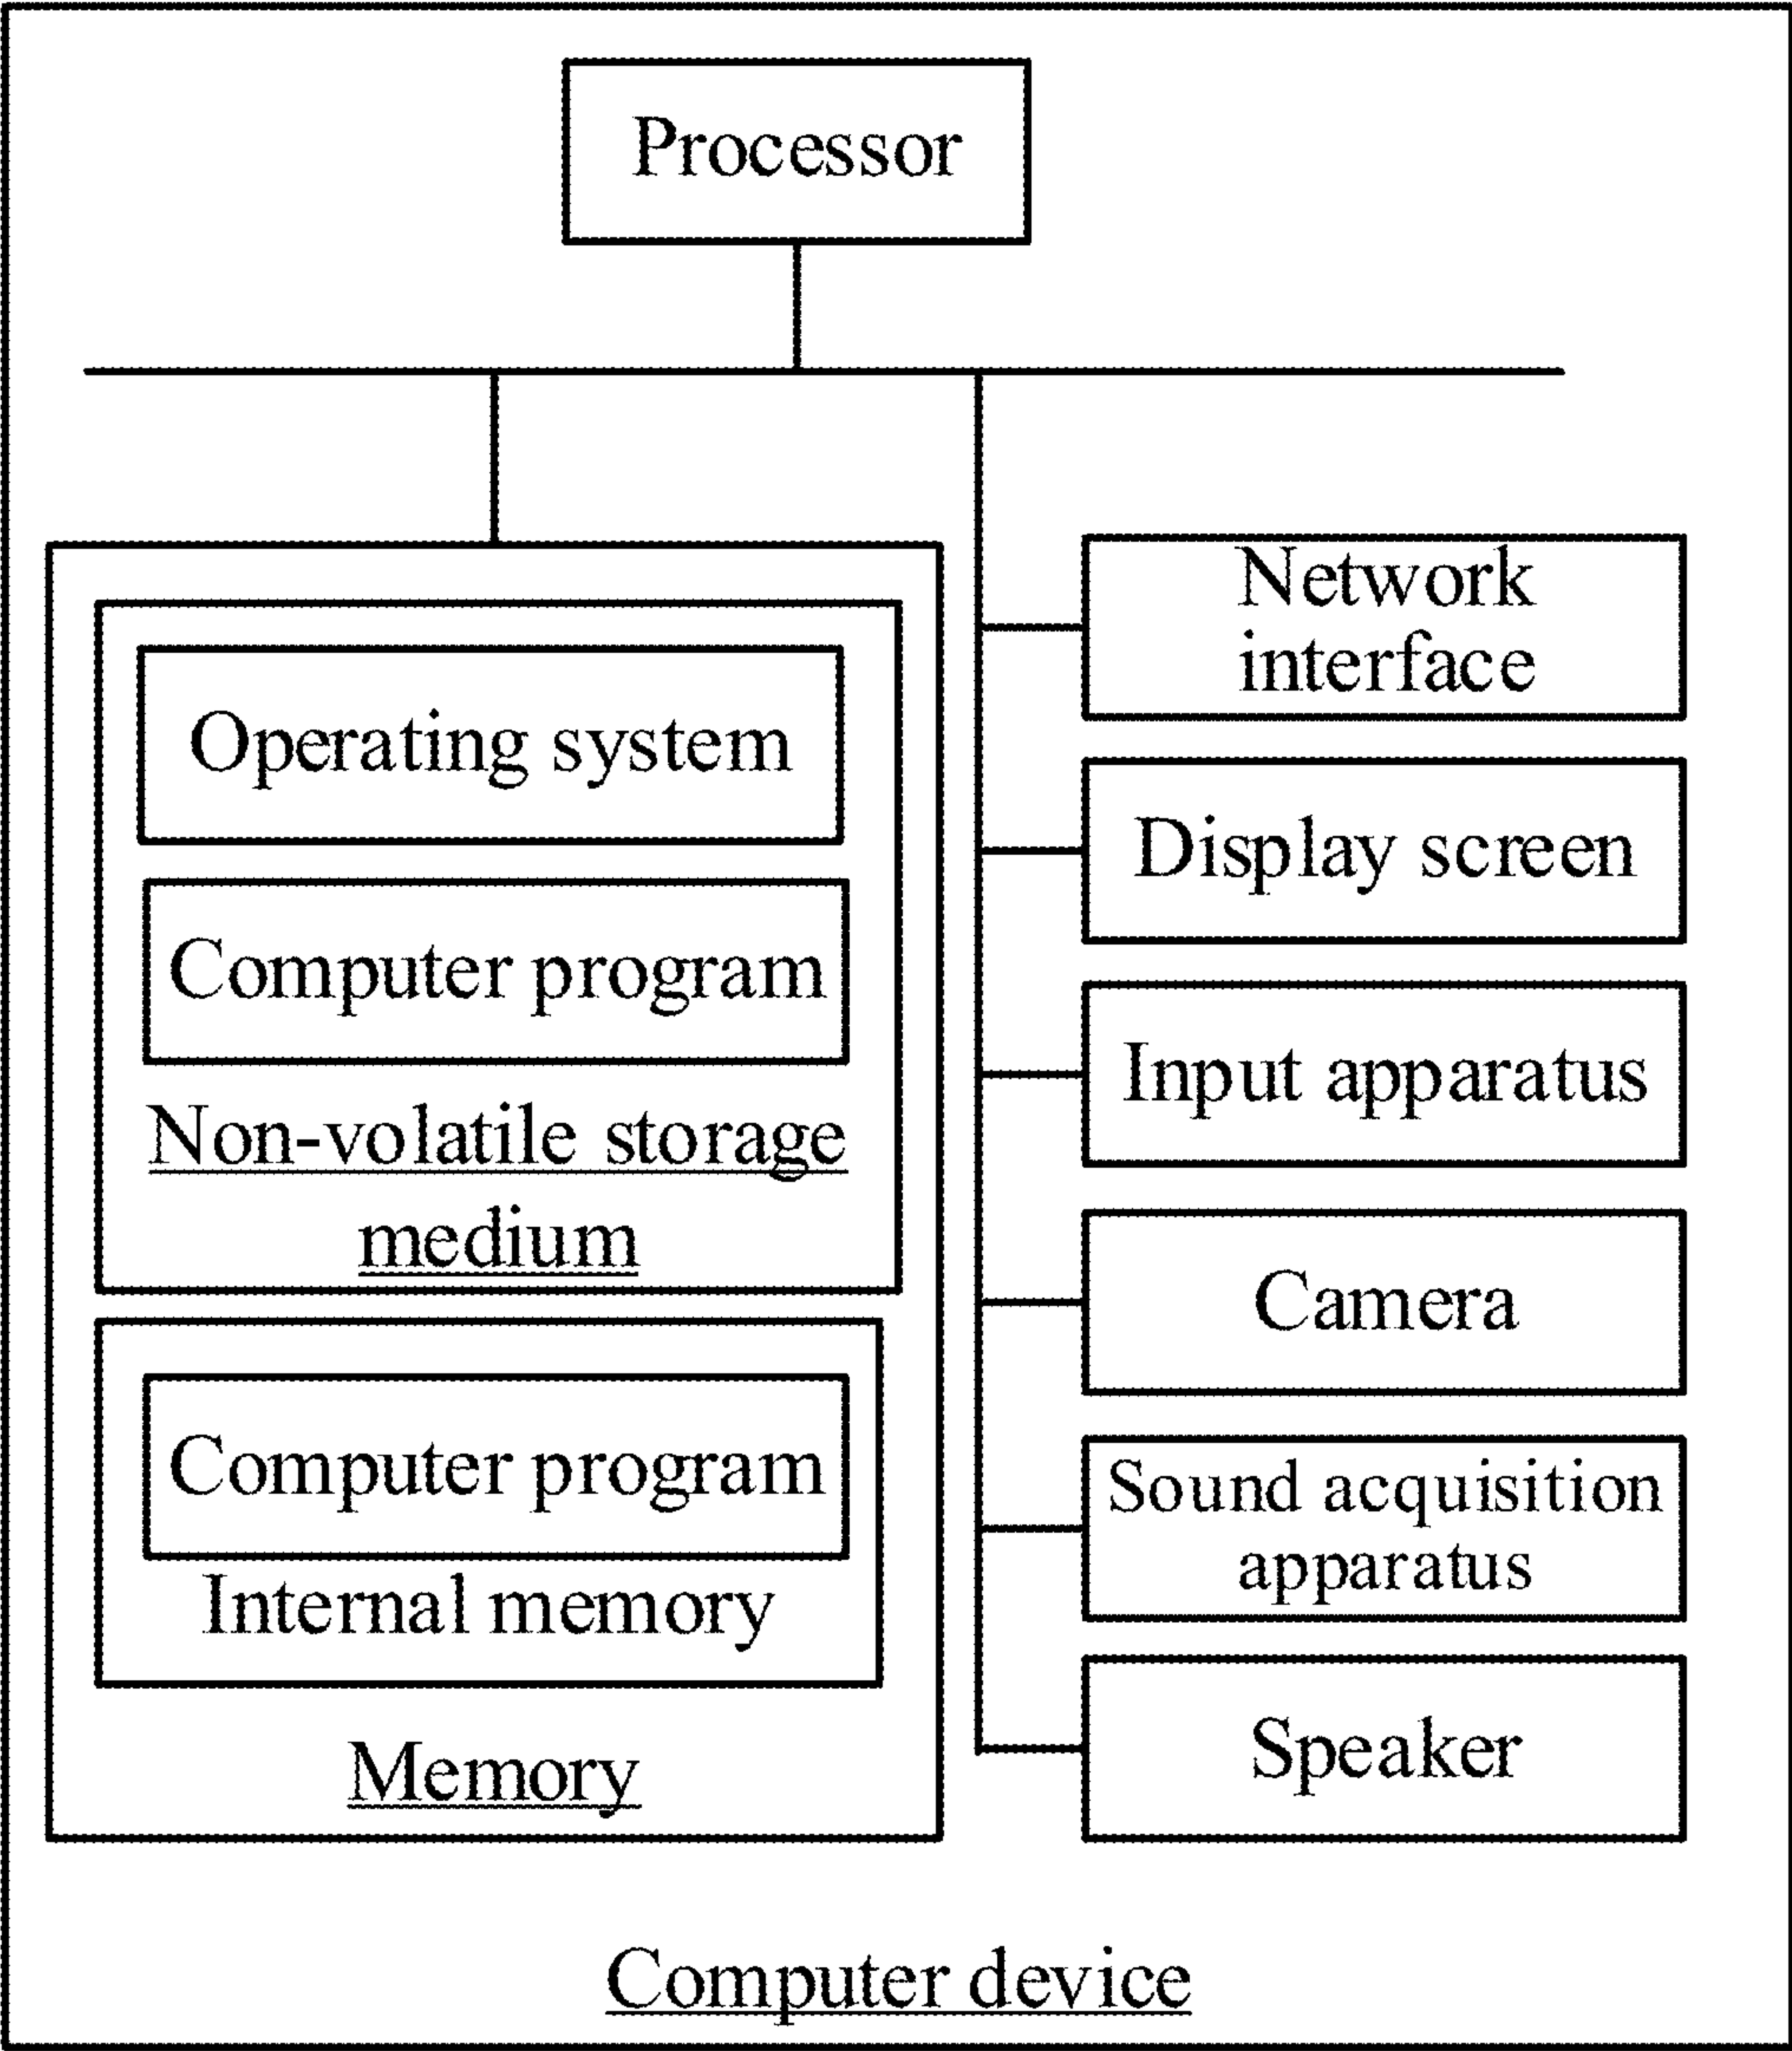 Processor
Operating system
Computer program
Non-volatile storage
medium
Computer program
Internal memory
Memory
Network
interface
Display screen
Input apparatus
Camera
Sound acquisition
apparatus
Speaker
Computer device